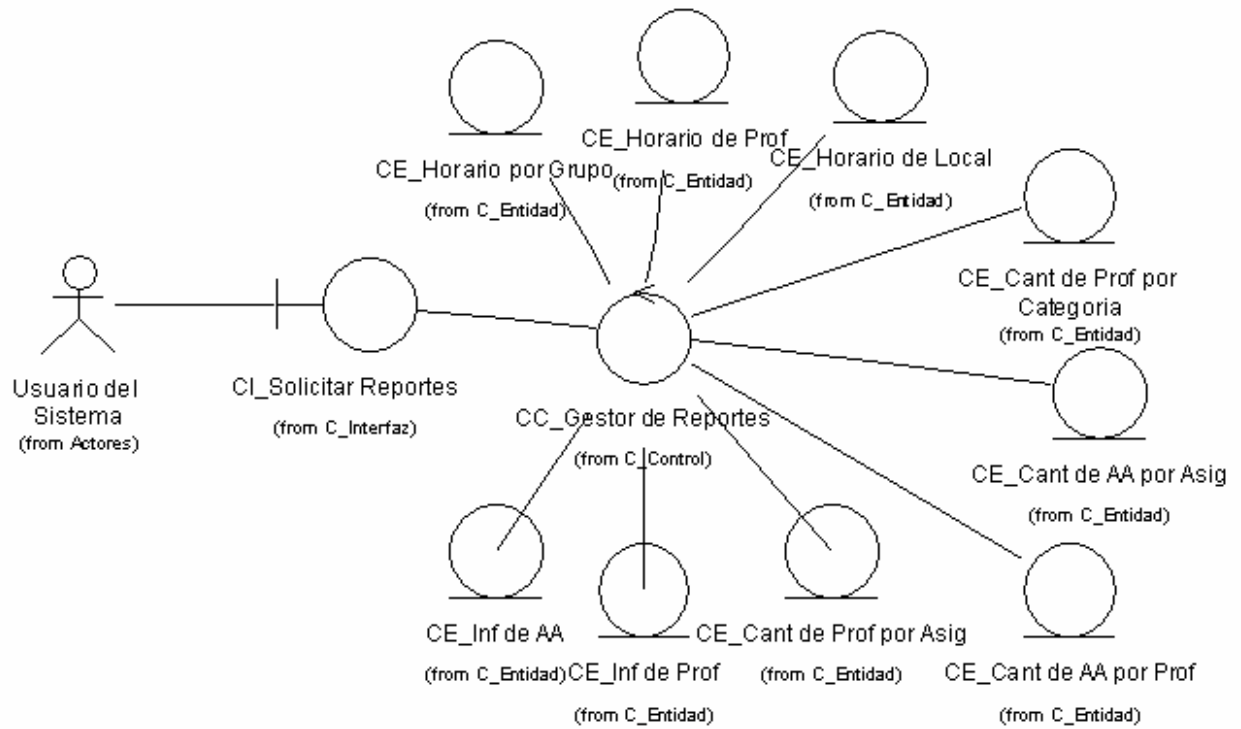 CE_Horario por Grupo
(from C_Entidad)
CE_Horario de Prof
(from C_Entidad)
CE_Horario de Local
(from C_Entidad)
CE_Cant de Prof por
Categoria
(from C_Entidad)
Usuario del
Sistema
(from Actores)
CI_Solicitar Reportes
(from C_Interfaz)
CC_Gestor de Reportes
(from C_Control)
CE_Cant de AA por Asig
(from C_Entidad)
CE_Inf de AA
(from C_Entidad)
CE_Inf de Prof
(from C_Entidad)
CE_Cant de Prof por Asig
(from C_Entidad)
CE_Cant de AA por Prof
(from C_Entidad)